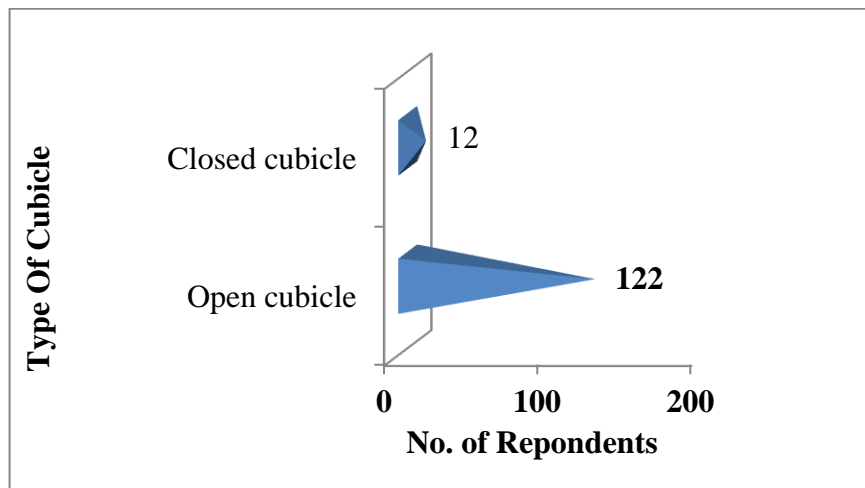 Type Of Cubicle
Closed cubicle
12
Open cubicle
122
0
100
200
No. of Repondents